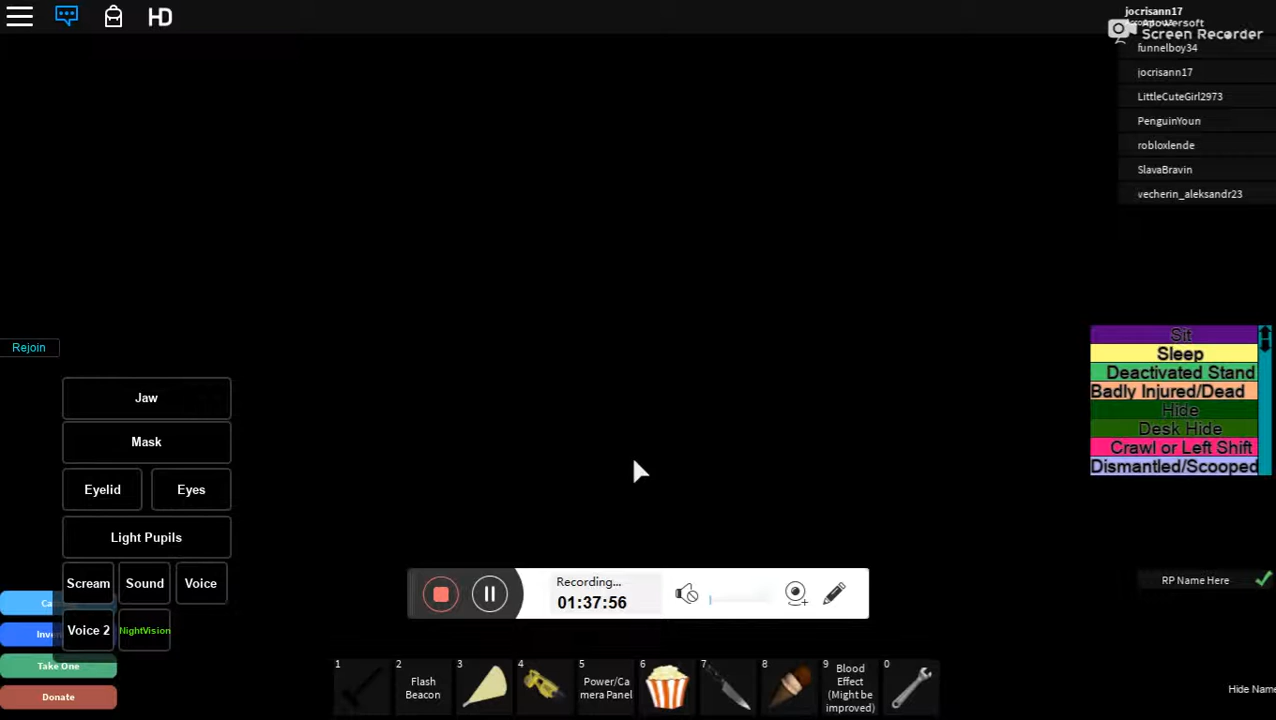 HD
jocrisann17
Apowersoft
Screen Recorder
funnelboy34
jocrisann17
LittleCuteGirl2973
PenguinYoun
robloxlende
SlavaBravin
vecherin_aleksandr23
Rejoin
Sit
Sleep
Deactivated Stand
Badly Injured/Dead
Hide
Desk Hide
Crawl or Left Shift
Dismantled/Scooped
Jaw
Mask
Eyelid
Eyes
Light Pupils
Scream
Sound
Voice
Voice 2
NightVision
Take One
Donate
Recording...
01:37:56
RP Name Here
Hide Name
1
2
Flash
Beacon
3
4
5
Power/Ca
mera Panel
6
7
8
9
Blood
Effect
(Might be
improved)
0